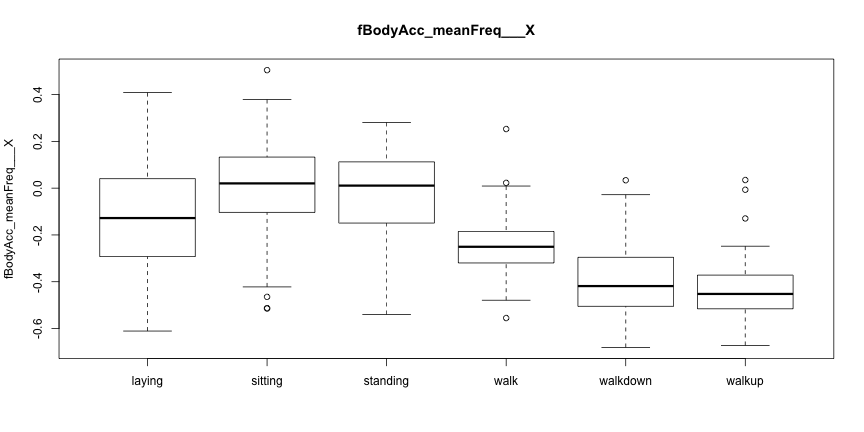 fBodyAcc_meanFreq___X
fBodyAcc_meanFreq___X
0.4
0.2
0.0
-0.2
-0.4
-0.6
laying sitting standing walk walkdown walkup